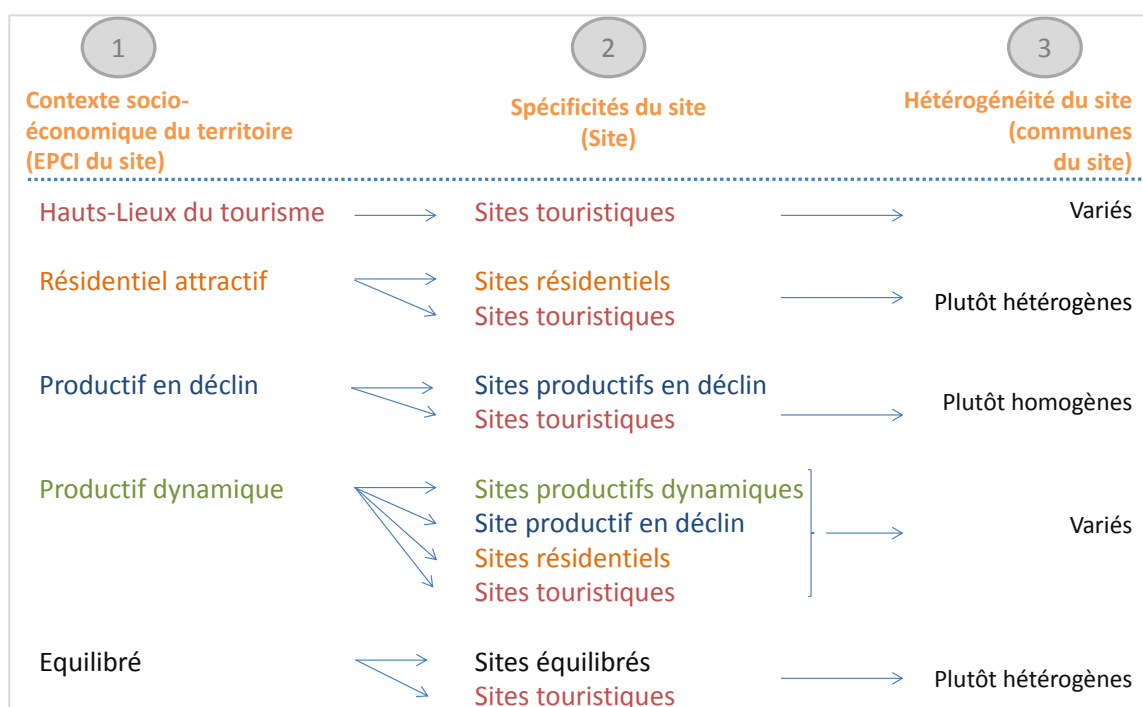 1
2
3
Contexte socio-
économique du territoire
(EPCI du site)
Spécificités du site
(Site)
Hétérogénéité du site
(communes
du site)
Hauts-Lieux du tourisme
Sites touristiques
Variés
Résidentiel attractif
Sites résidentiels
Sites touristiques
Plutôt hétérogènes
Productif en déclin
Sites productifs en déclin
Sites touristiques
Plutôt homogènes
Productif dynamique
Sites productifs dynamiques
Site productif en déclin
Sites résidentiels
Sites touristiques
Variés
Equilibré
Sites équilibrés
Sites touristiques
Plutôt hétérogènes